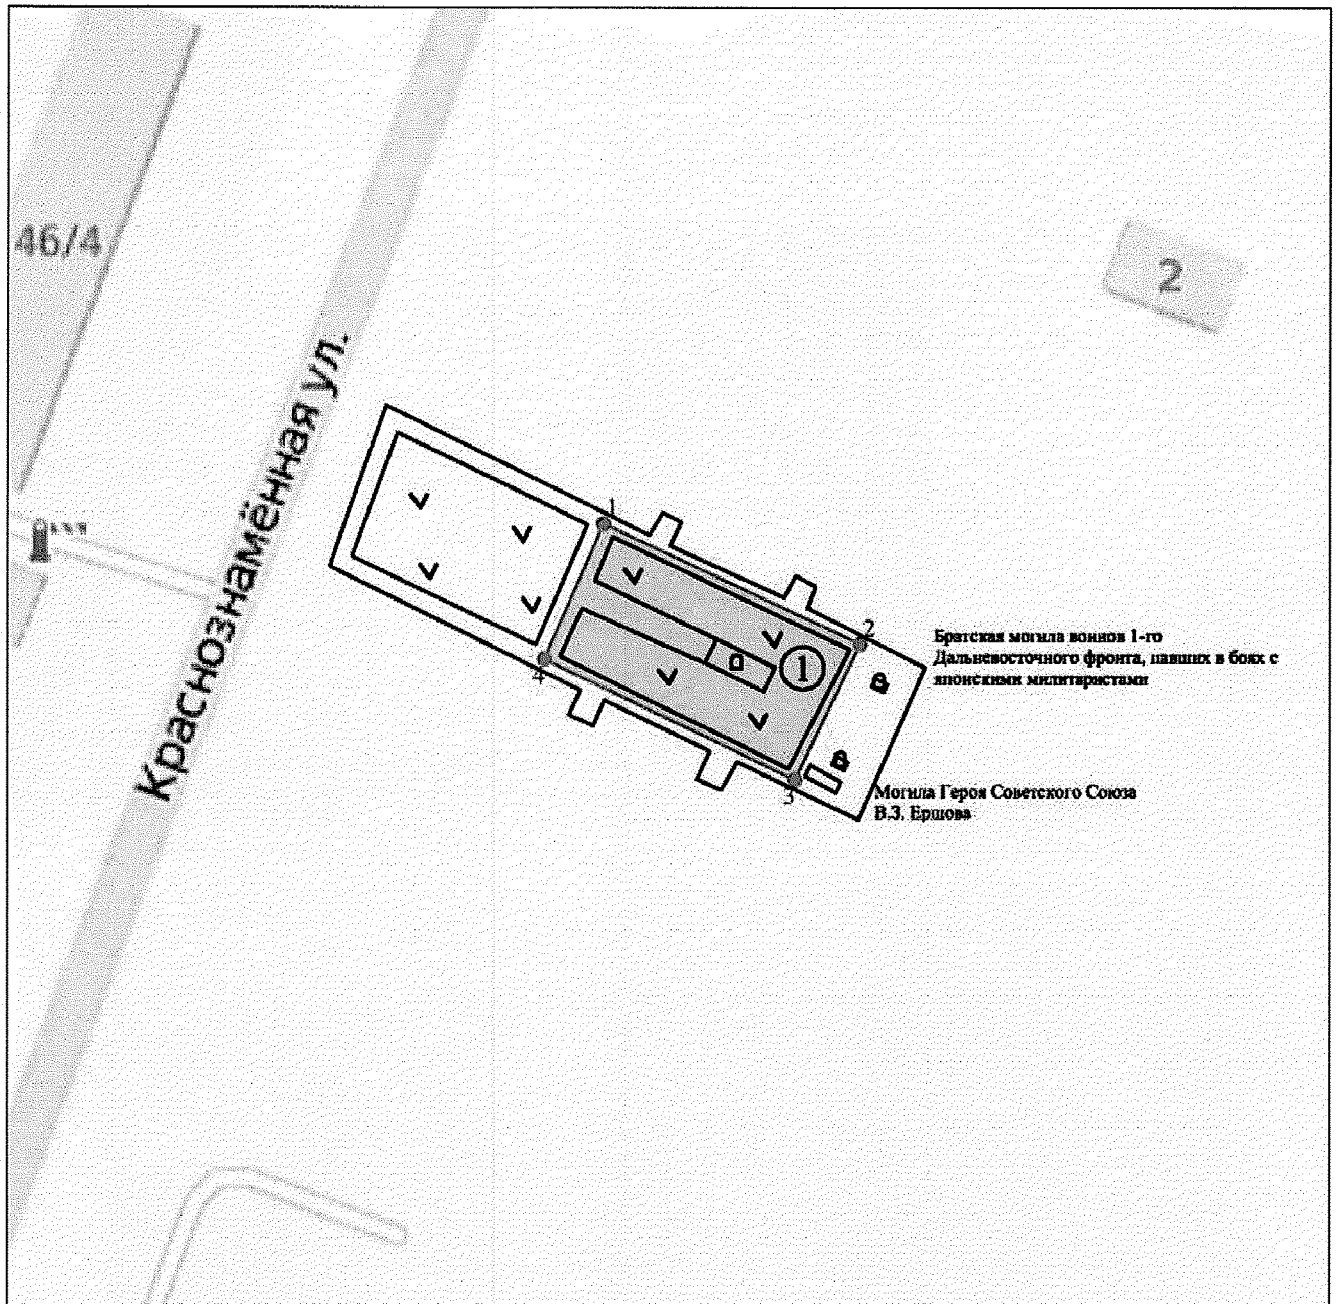 46/4
2
Краснознамённая ул.
1
2
Братская могила воинов 1-го
Дальневосточного фронта, павших в боях с
японскими милитаристами
1
4
3
Могила Героя Советского Союза
В.З. Ершова